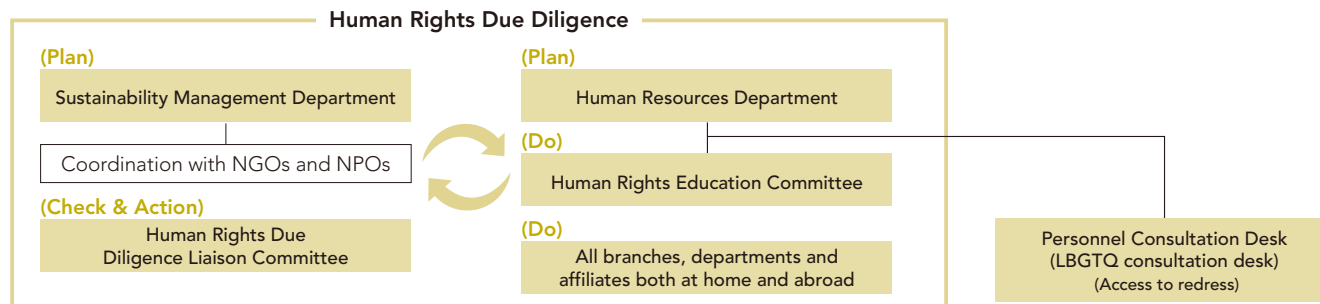 Human Rights Due Diligence
(Plan)
Sustainability Management Department
Coordination with NGOs and NPOs
(Check & Action)
Human Rights Due
Diligence Liaison Committee
(Plan)
Human Resources Department
(Do)
Human Rights Education Committee
(Do)
All branches, departments and
affiliates both at home and abroad
Personnel Consultation Desk
(LBGTQ consultation desk)
(Access to redress)